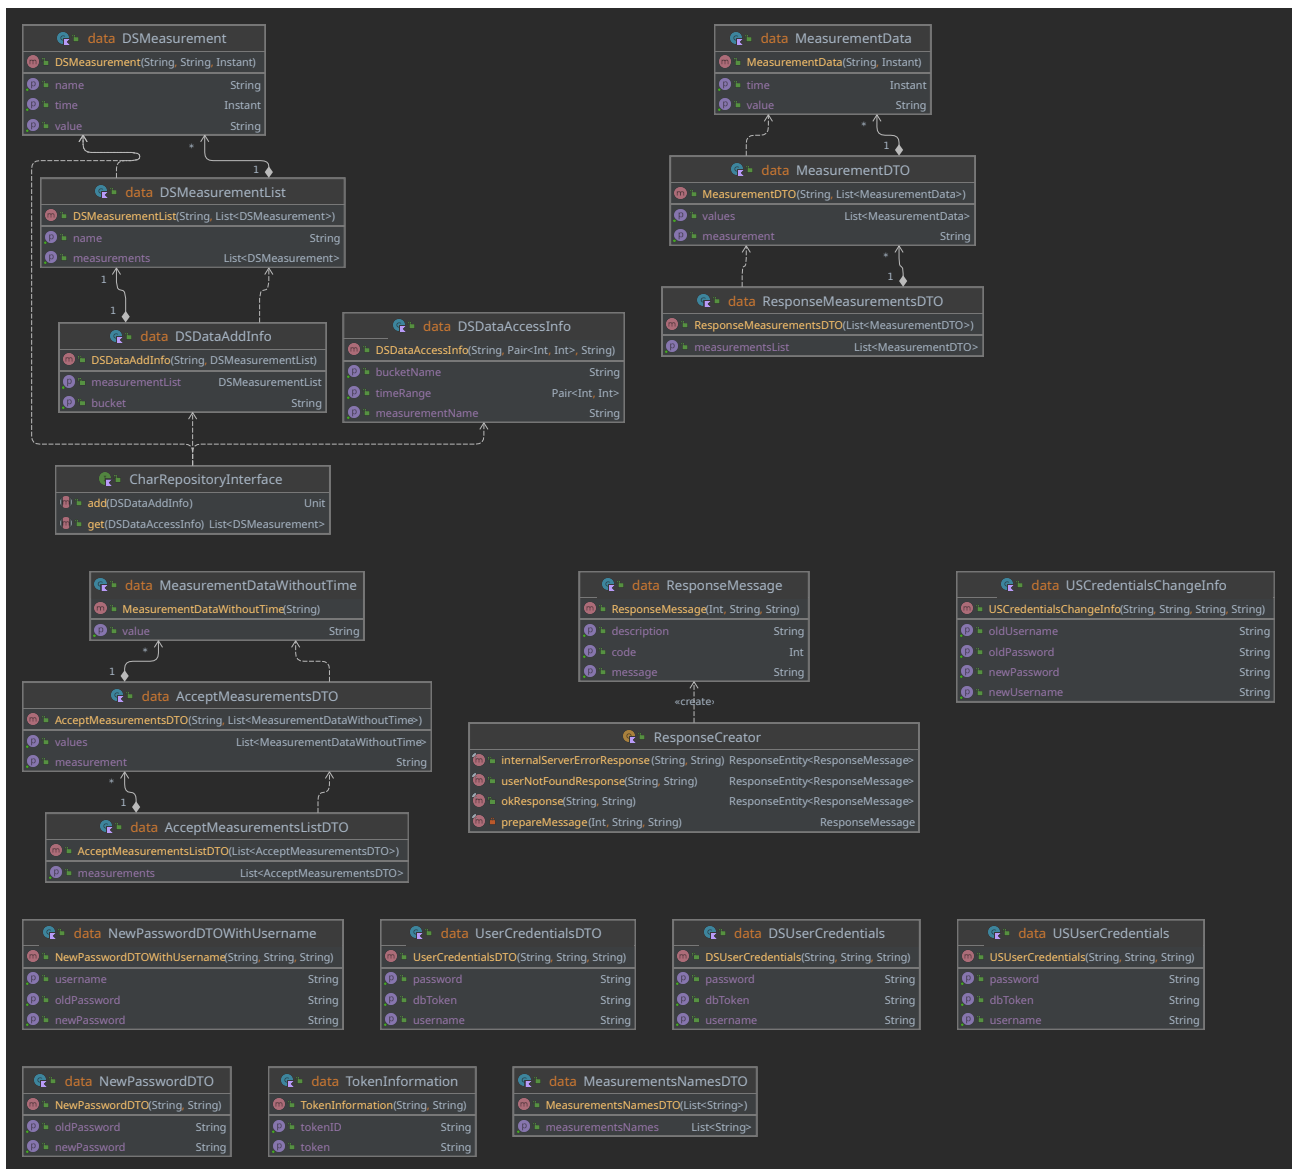 data DSMeasurement
DSMeasurement(String, String, Instant)
name String
time Instant
value String
data MeasurementData
MeasurementData(String, Instant)
time Instant
value String
*
1
*
1
data DSMeasurementList
DSMeasurementList(String, List<DSMeasurement>)
name String
measurements List<DSMeasurement>
data MeasurementDTO
MeasurementDTO(String, List<MeasurementData>)
values List<MeasurementData>
measurement String
1
1
*
1
data DSDataAddInfo
DSDataAddInfo(String, DSMeasurementList)
measurementList DSMeasurementList
bucket String
data DSDataAccessInfo
DSDataAccessInfo(String, Pair<Int, Int>, String)
bucketName String
timeRange Pair<Int, Int>
measurementName String
data ResponseMeasurementsDTO
ResponseMeasurementsDTO(List<MeasurementDTO>)
measurementsList List<MeasurementDTO>
CharRepositoryInterface
add(DSDataAddInfo) Unit
get(DSDataAccessInfo) List<DSMeasurement>
data MeasurementDataWithoutTime
MeasurementDataWithoutTime(String)
value String
*
1
data AcceptMeasurementsDTO
AcceptMeasurementsDTO(String, List<MeasurementDataWithoutTime>)
values List<MeasurementDataWithoutTime>
measurement String
*
1
data AcceptMeasurementsListDTO
AcceptMeasurementsListDTO(List<AcceptMeasurementsDTO>)
measurements List<AcceptMeasurementsDTO>
data ResponseMessage
ResponseMessage(Int, String, String)
description String
code Int
message String
«create»
ResponseCreator
internalServerErrorResponse(String, String) ResponseEntity<ResponseMessage>
userNotFoundResponse(String, String) ResponseEntity<ResponseMessage>
okResponse(String, String) ResponseEntity<ResponseMessage>
prepareMessage(Int, String, String) ResponseMessage
data USCredentialsChangeInfo
USCredentialsChangeInfo(String, String, String, String)
oldUsername String
oldPassword String
newPassword String
newUsername String
data NewPasswordDTOWithUsername
NewPasswordDTOWithUsername(String, String, String)
username String
oldPassword String
newPassword String
data UserCredentialsDTO
UserCredentialsDTO(String, String, String)
password String
dbToken String
username String
data DSUserCredentials
DSUserCredentials(String, String, String)
password String
dbToken String
username String
data USUserCredentials
USUserCredentials(String, String, String)
password String
dbToken String
username String
data NewPasswordDTO
NewPasswordDTO(String, String)
oldPassword String
newPassword String
data TokenInformation
TokenInformation(String, String)
tokenID String
token String
data MeasurementsNamesDTO
MeasurementsNamesDTO(List<String>)
measurementsNames List<String>